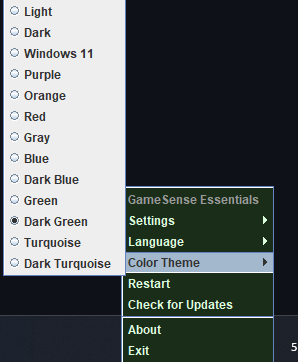 Light
Dark
Windows 11
Purple
Orange
Red
Gray
Blue
Dark Blue
Green
Dark Green
Turquoise
Dark Turquoise
GameSense Essentials
Settings
Language
Color Theme
Restart
Check for Updates
About
Exit
5